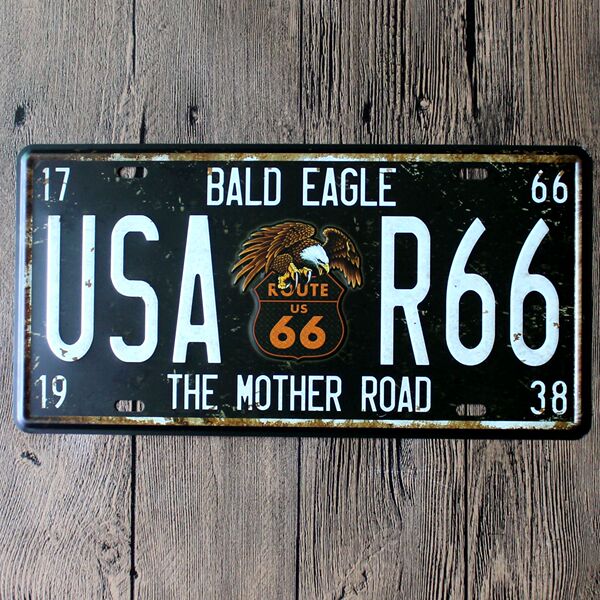 17 BALD EAGLE 66
USA R66
ROUTE
US
66
19 THE MOTHER ROAD 38